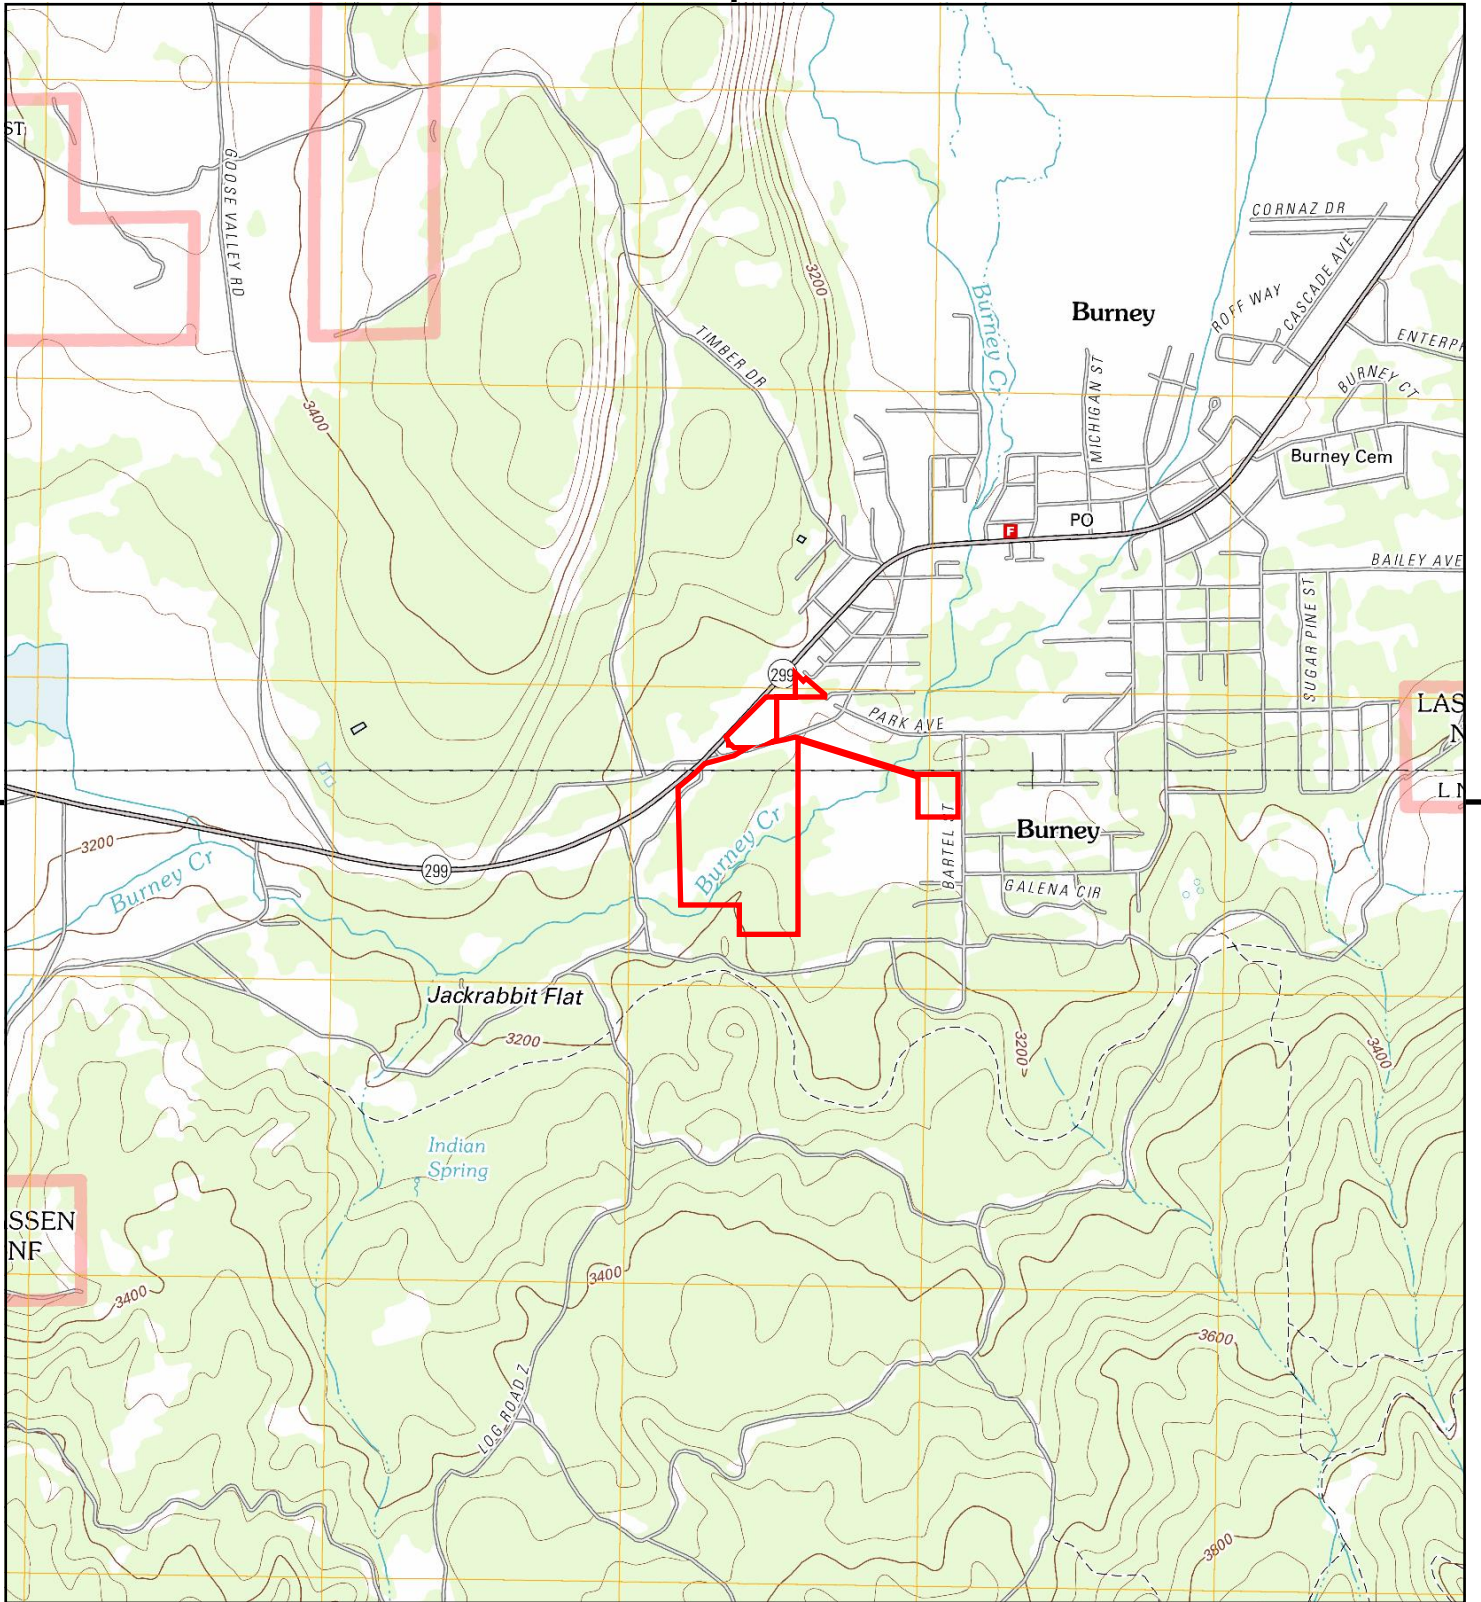 ST
GOOSE VALLEY RD
CORNAZ DR
CASCADE AVE
3200
ROFF WAY
Burney Cr
Burney
TIMBER DR
BURNEY CT
MICHIGAN ST
3400
Burney Cem
PO
F
BAILEY AVE
SUGAR PINE ST
299
LAS
PARK AVE
BARTEL ST
Burney
3200
299
Burney Cr
Burney Cr
GALENA CIR
Jackrabbit Flat
3200
3200
3400
Indian
Spring
SSEN
NF
3400
3400
3600
LOG ROAD Z
3800